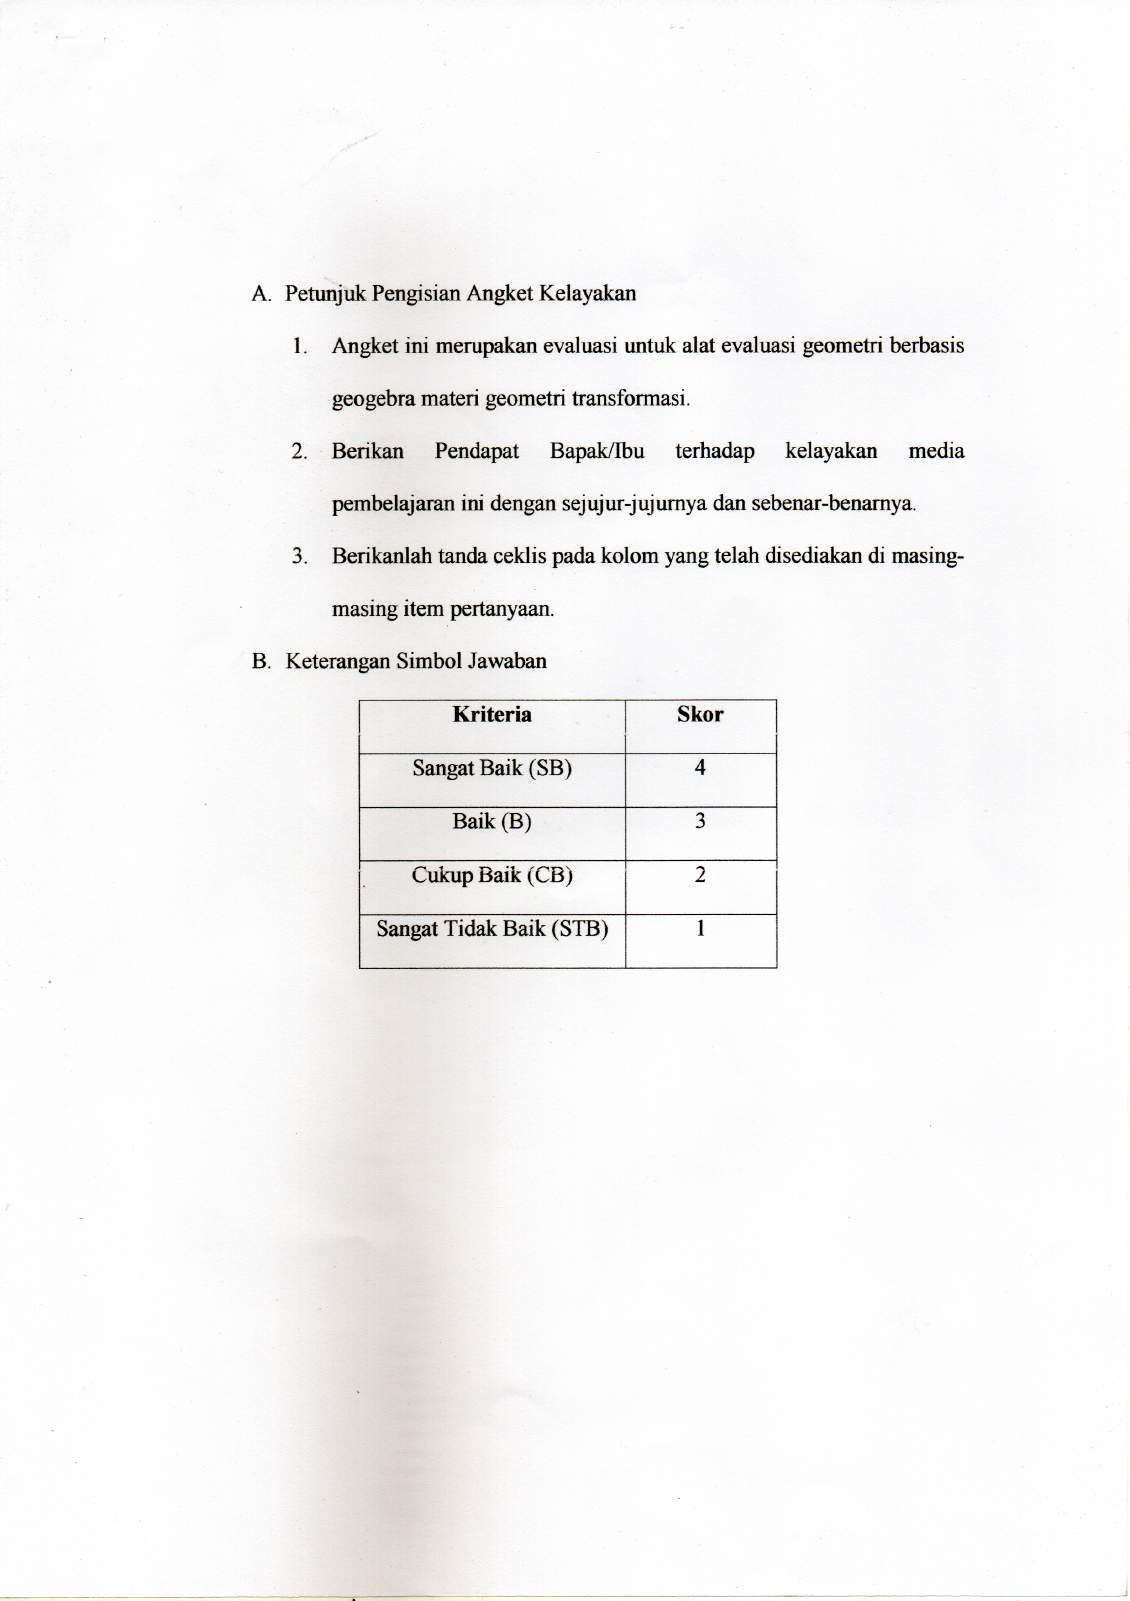 A. Petunjuk Pengisian Angket Kelayakan
1. Angket ini merupakan evaluasi untuk alat evaluasi geometri berbasis
geogebra materi geometri transformasi.
2. Berikan Pendapat Bapak/Ibu terhadap kelayakan media
pembelajaran ini dengan sejujur-jujurnya dan sebenar-benarnya.
3. Berikanlah tanda ceklis pada kolom yang telah disediakan di masing-
masing item pertanyaan.
B. Keterangan Simbol Jawaban
Kriteria Skor
Sangat Baik (SB) 4
Baik (B) 3
Cukup Baik (CB) 2
Sangat Tidak Baik (STB) 1